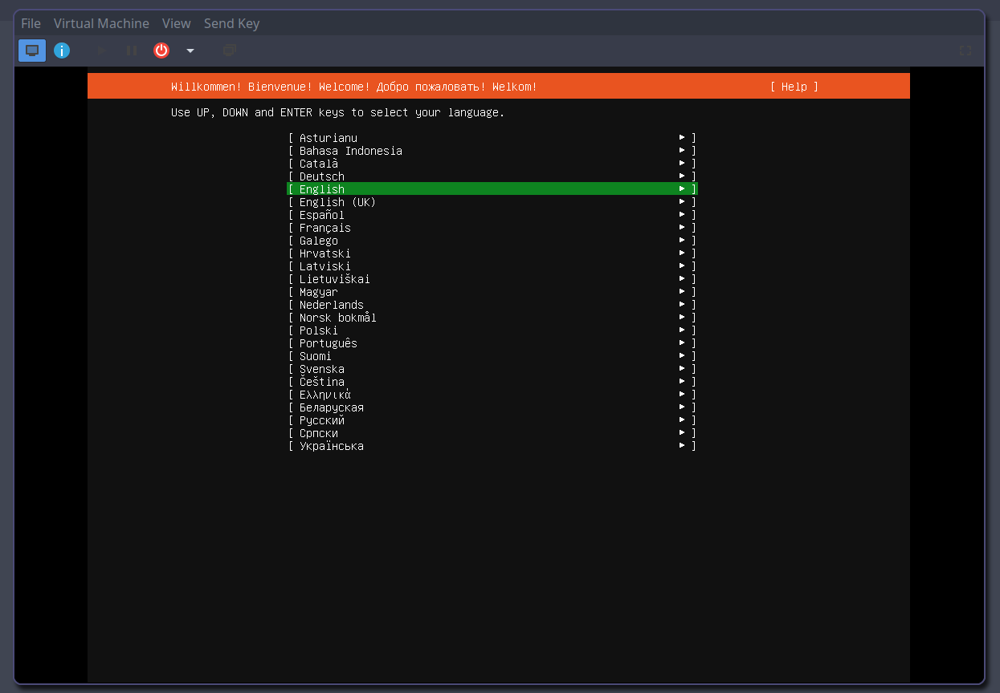 File Virtual Machine View Send Key
Willkommen! Bienvenue! Welcome! Добро пожаловать! Welkom! [ Help ]
Use UP, DOWN and ENTER keys to select your language.
[ Asturianu ▸ ]
[ Bahasa Indonesia ▸ ]
[ Català ▸ ]
[ Deutsch ▸ ]
[ English ▸ ]
[ English (UK) ▸ ]
[ Español ▸ ]
[ Français ▸ ]
[ Galego ▸ ]
[ Hrvatski ▸ ]
[ Latviski ▸ ]
[ Lietuviškai ▸ ]
[ Magyar ▸ ]
[ Nederlands ▸ ]
[ Norsk bokmål ▸ ]
[ Polski ▸ ]
[ Português ▸ ]
[ Suomi ▸ ]
[ Svenska ▸ ]
[ Čeština ▸ ]
[ Ελληνικά ▸ ]
[ Беларуская ▸ ]
[ Русский ▸ ]
[ Српски ▸ ]
[ Українська ▸ ]